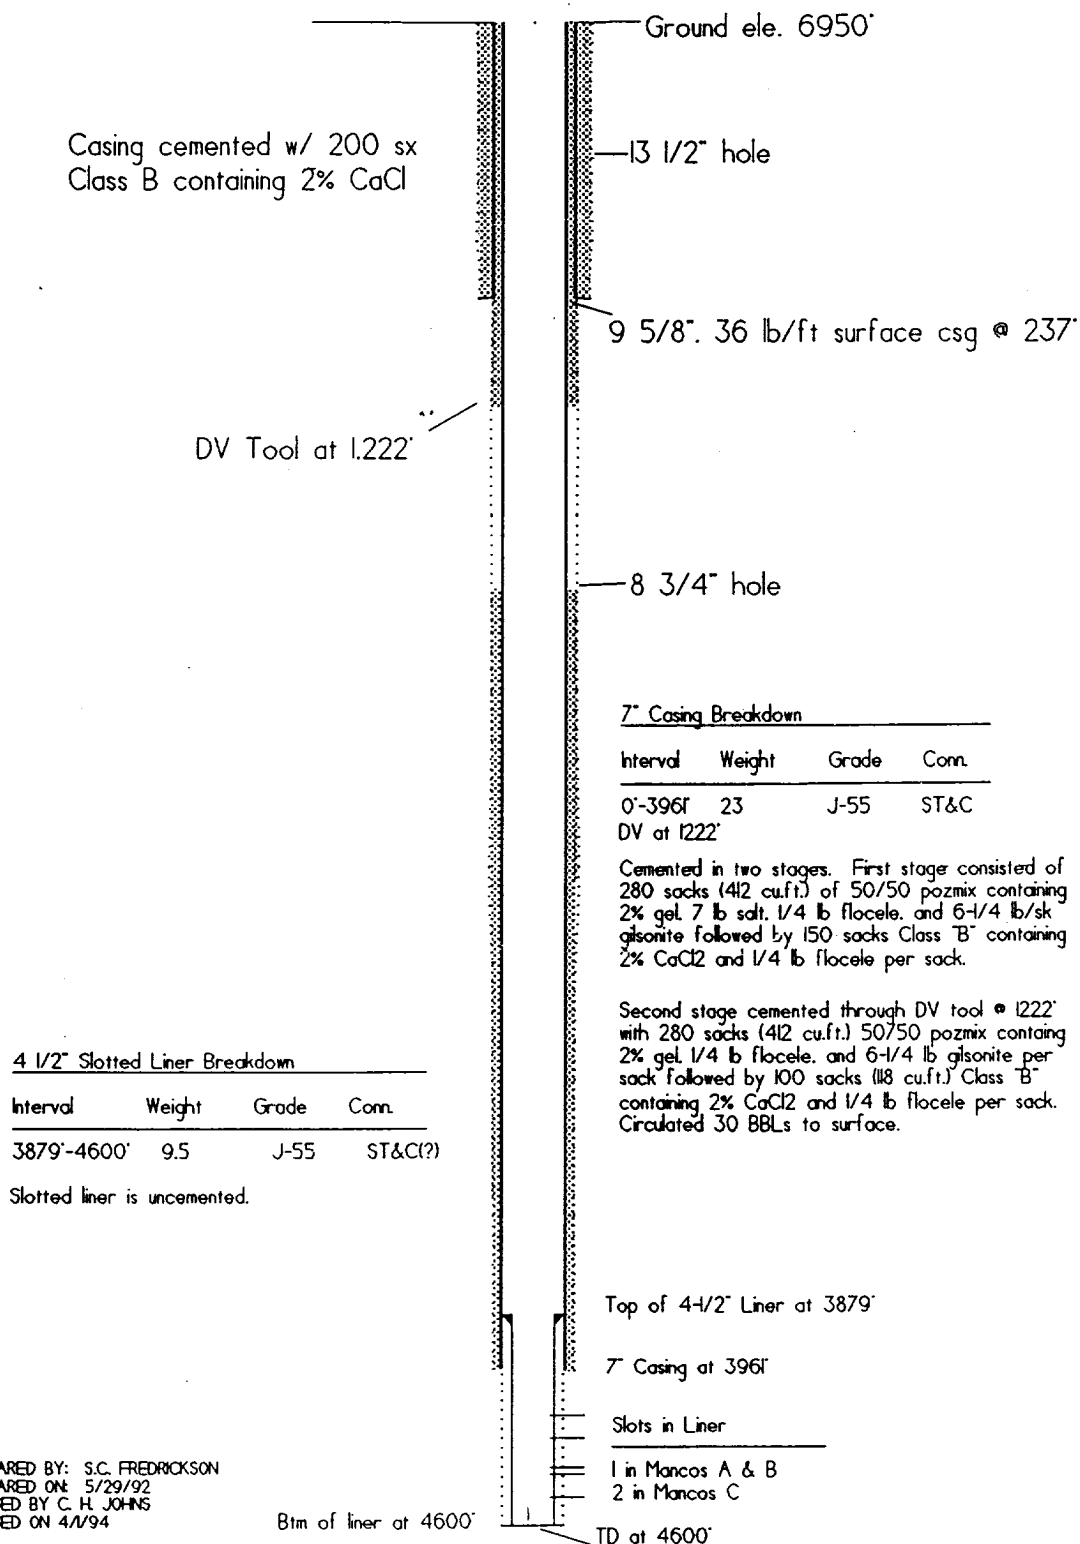 Ground ele. 6950'
Casing cemented w/ 200 sx
Class B containing 2% CaCl
13 1/2" hole
9 5/8". 36 lb/ft surface csg @ 237'
DV Tool at 1.222'
8 3/4" hole
7" Casing Breakdown
Interval Weight Grade Conn.
0'-3961' 23 J-55 ST&C
DV at 1222'
Cemented in two stages. First stage consisted of
280 sacks (412 cu.ft.) of 50/50 pozmix containing
2% gel. 7 lb salt. 1/4 lb flocele. and 6-1/4 lb/sk
gilsonite followed by 150 sacks Class "B" containing
2% CaCl2 and 1/4 lb flocele per sack.
Second stage cemented through DV tool @ 1222'
with 280 sacks (412 cu.ft.) 50/50 pozmix containg
2% gel. 1/4 lb flocele. and 6-1/4 lb gilsonite per
sack followed by 100 sacks (118 cu.ft.) Class "B"
containing 2% CaCl2 and 1/4 lb flocele per sack.
Circulated 30 BBLs to surface.
4 1/2" Slotted Liner Breakdown
Interval Weight Grade Conn.
3879'-4600' 9.5 J-55 ST&C(?)
Slotted liner is uncemented.
Top of 4-1/2" Liner at 3879'
7" Casing at 3961'
Slots in Liner
1 in Mancos A & B
2 in Mancos C
ARED BY: S.C. FREDRICKSON
ARED ON: 5/29/92
ED BY C. H. JOHNS
ED ON 4/1/94
Btm of liner at 4600'
TD at 4600'